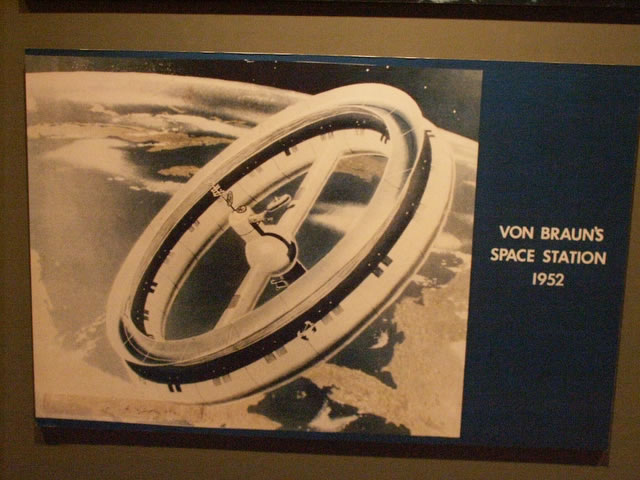 VON BRAUN'S
SPACE STATION
1952